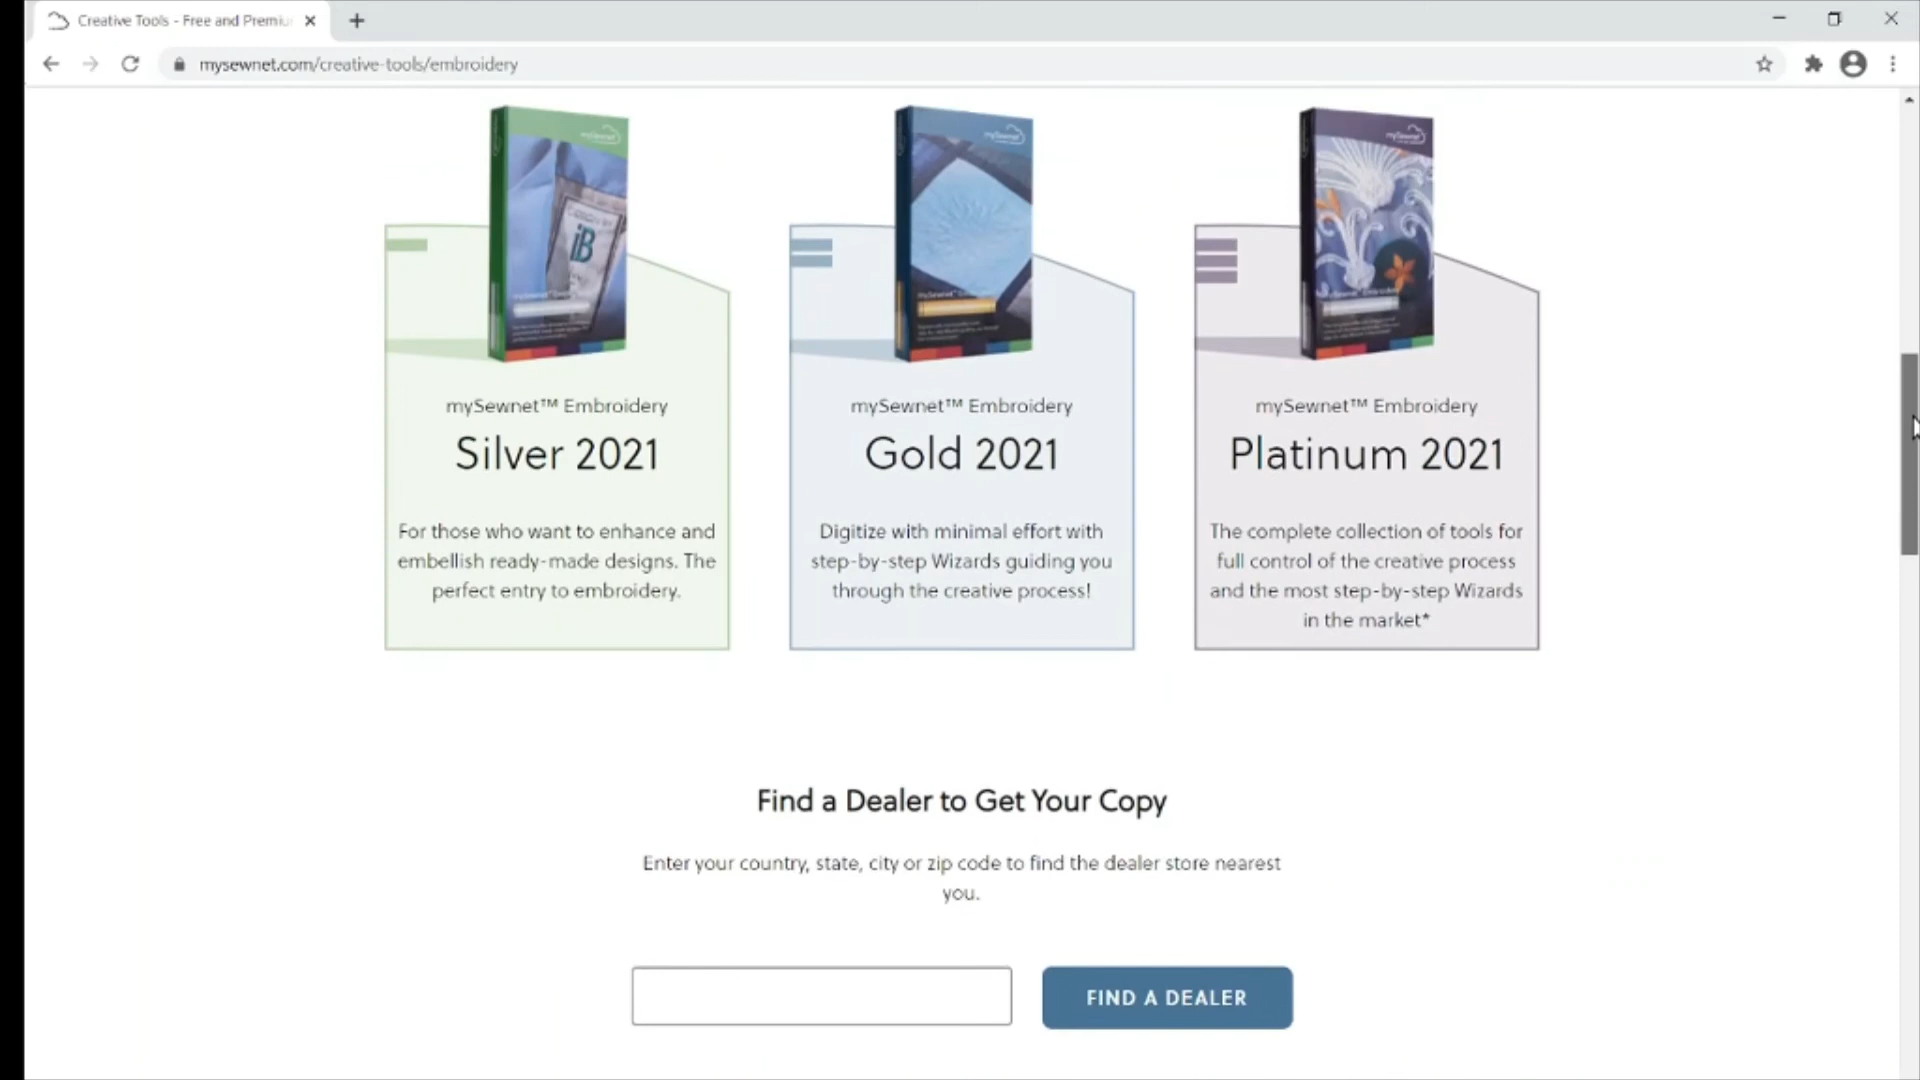 Creative Tools - Free and Premiu
mysewnet.com/creative-tools/embroidery
mySewnet
mySewnet
mySewnet
iB
mySewnet™ Embroidery
mySewnet™ Embroidery
mySewnet™ Embroidery
Silver 2021
Gold 2021
Platinum 2021
For those who want to enhance and
embellish ready-made designs. The
perfect entry to embroidery.
Digitize with minimal effort with
step-by-step Wizards guiding you
through the creative process!
The complete collection of tools for
full control of the creative process
and the most step-by-step Wizards
in the market*
Find a Dealer to Get Your Copy
Enter your country, state, city or zip code to find the dealer store nearest
you.
FIND A DEALER